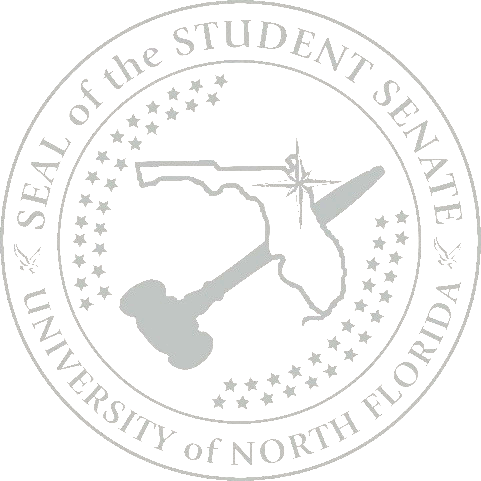 SEAL of the STUDENT SENATE
UNIVERSITY of NORTH FLORIDA